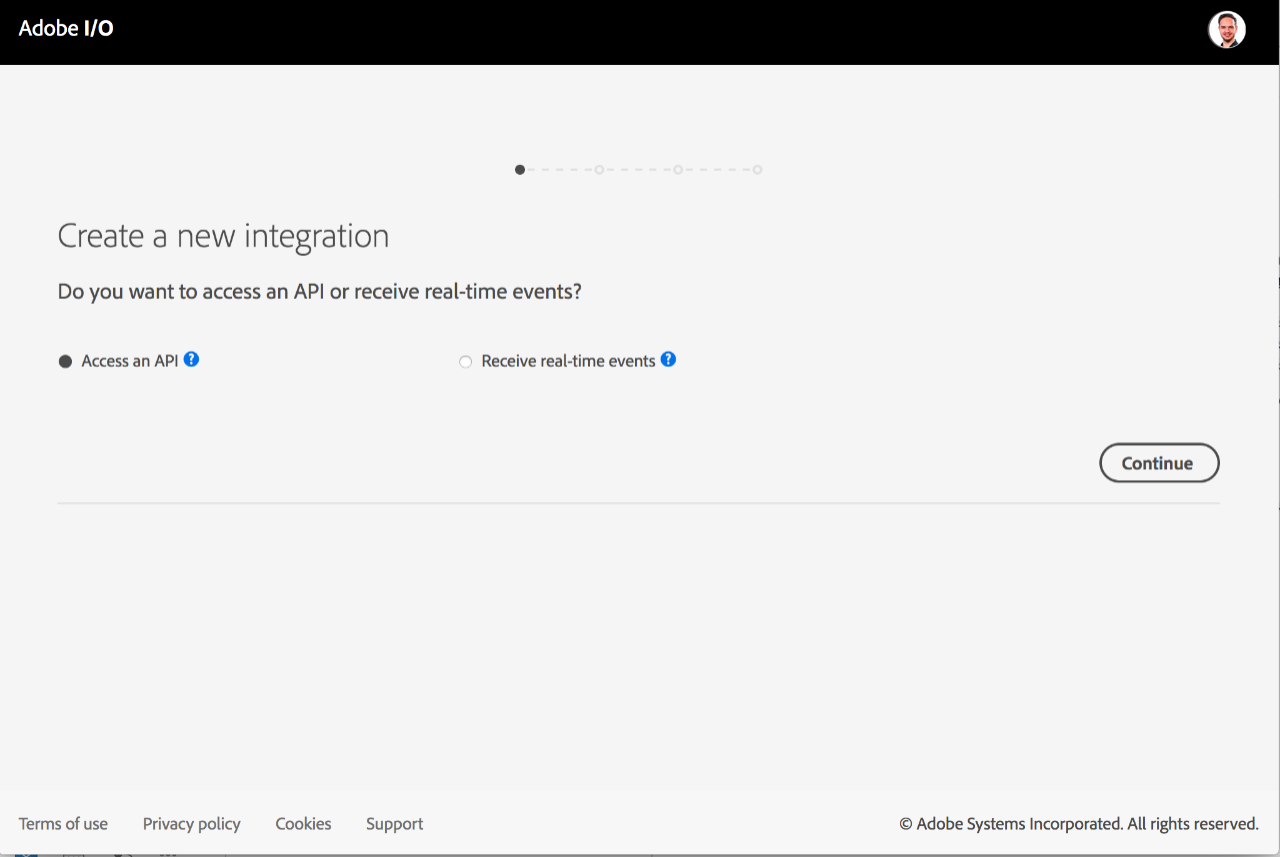 Adobe I/O
Create a new integration
Do you want to access an API or receive real-time events?
Access an API ? Receive real-time events ?
Continue
Terms of use Privacy policy Cookies Support © Adobe Systems Incorporated. All rights reserved.